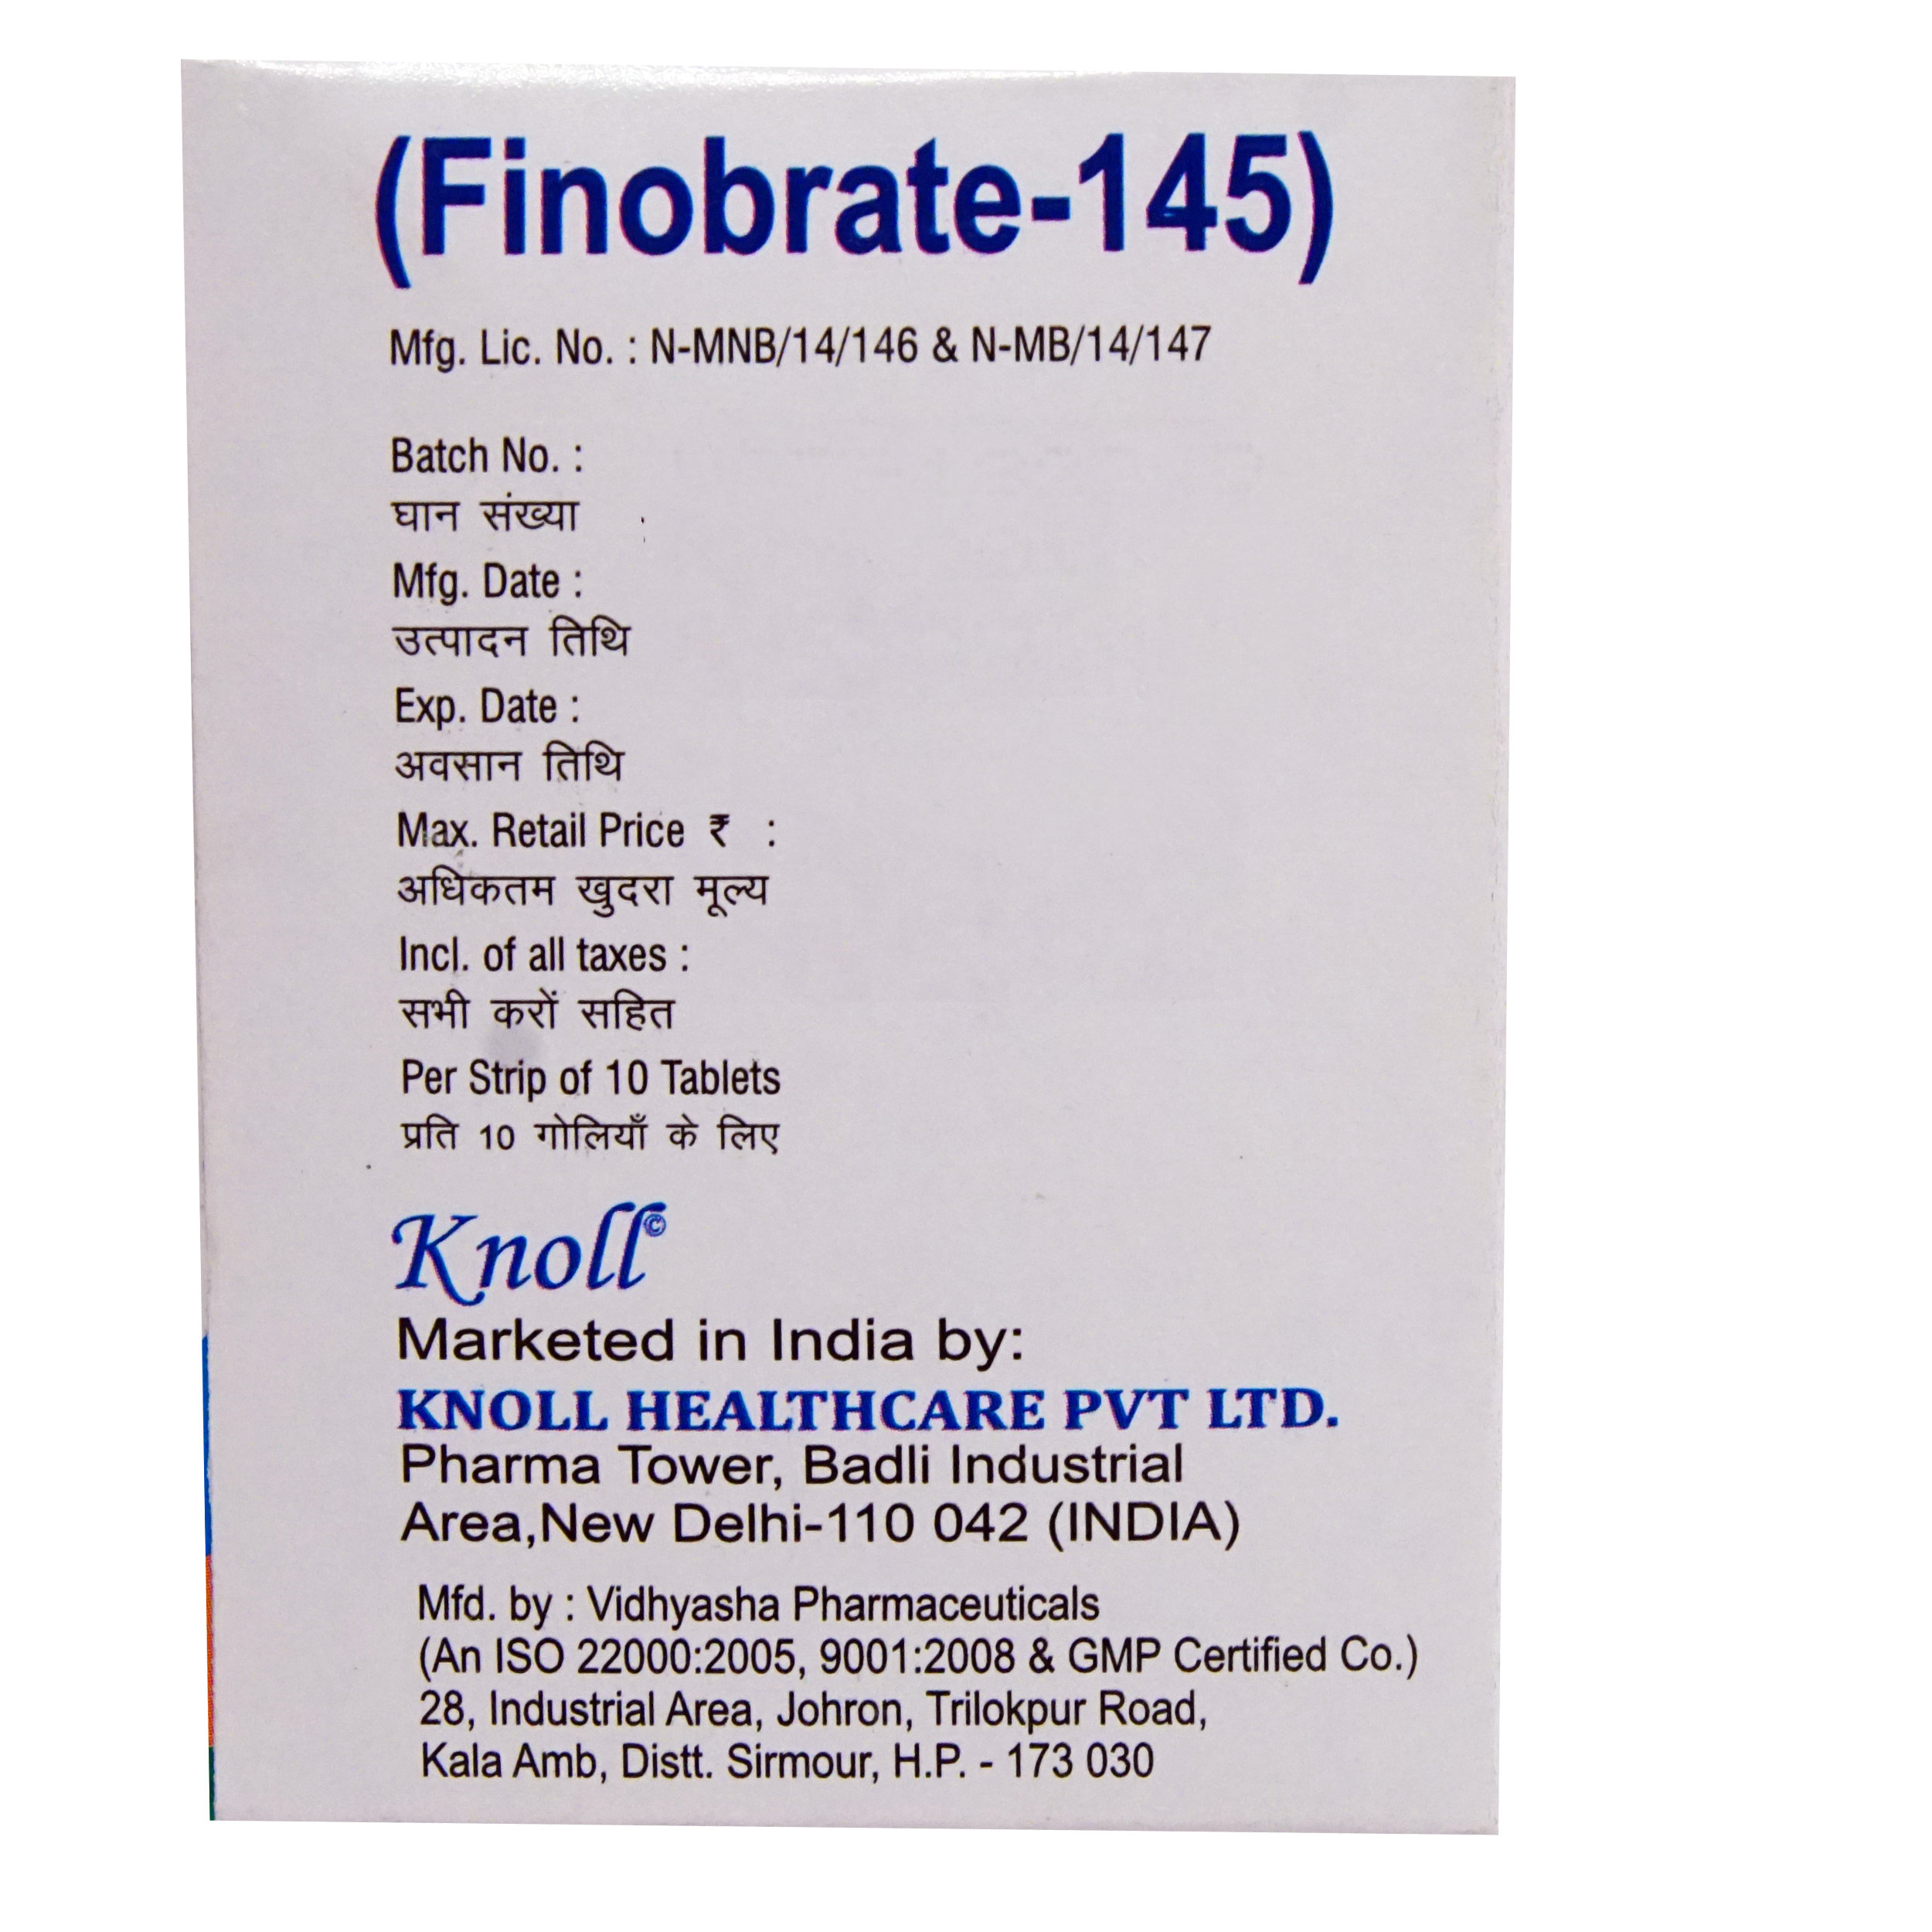 (Finobrate-145)
Mfg. Lic. No. : N-MNB/14/146 & N-MB/14/147
Batch No. :
घान संख्या
Mfg. Date :
उत्पादन तिथि
Exp. Date :
अवसान तिथि
Max. Retail Price ₹ :
अधिकतम खुदरा मूल्य
Incl. of all taxes :
सभी करों सहित
Per Strip of 10 Tablets
प्रति 10 गोलियाँ के लिए
Knoll©
Marketed in India by:
KNOLL HEALTHCARE PVT LTD.
Pharma Tower, Badli Industrial
Area,New Delhi-110 042 (INDIA)
Mfd. by : Vidhyasha Pharmaceuticals
(An ISO 22000:2005, 9001:2008 & GMP Certified Co.)
28, Industrial Area, Johron, Trilokpur Road,
Kala Amb, Distt. Sirmour, H.P. - 173 030